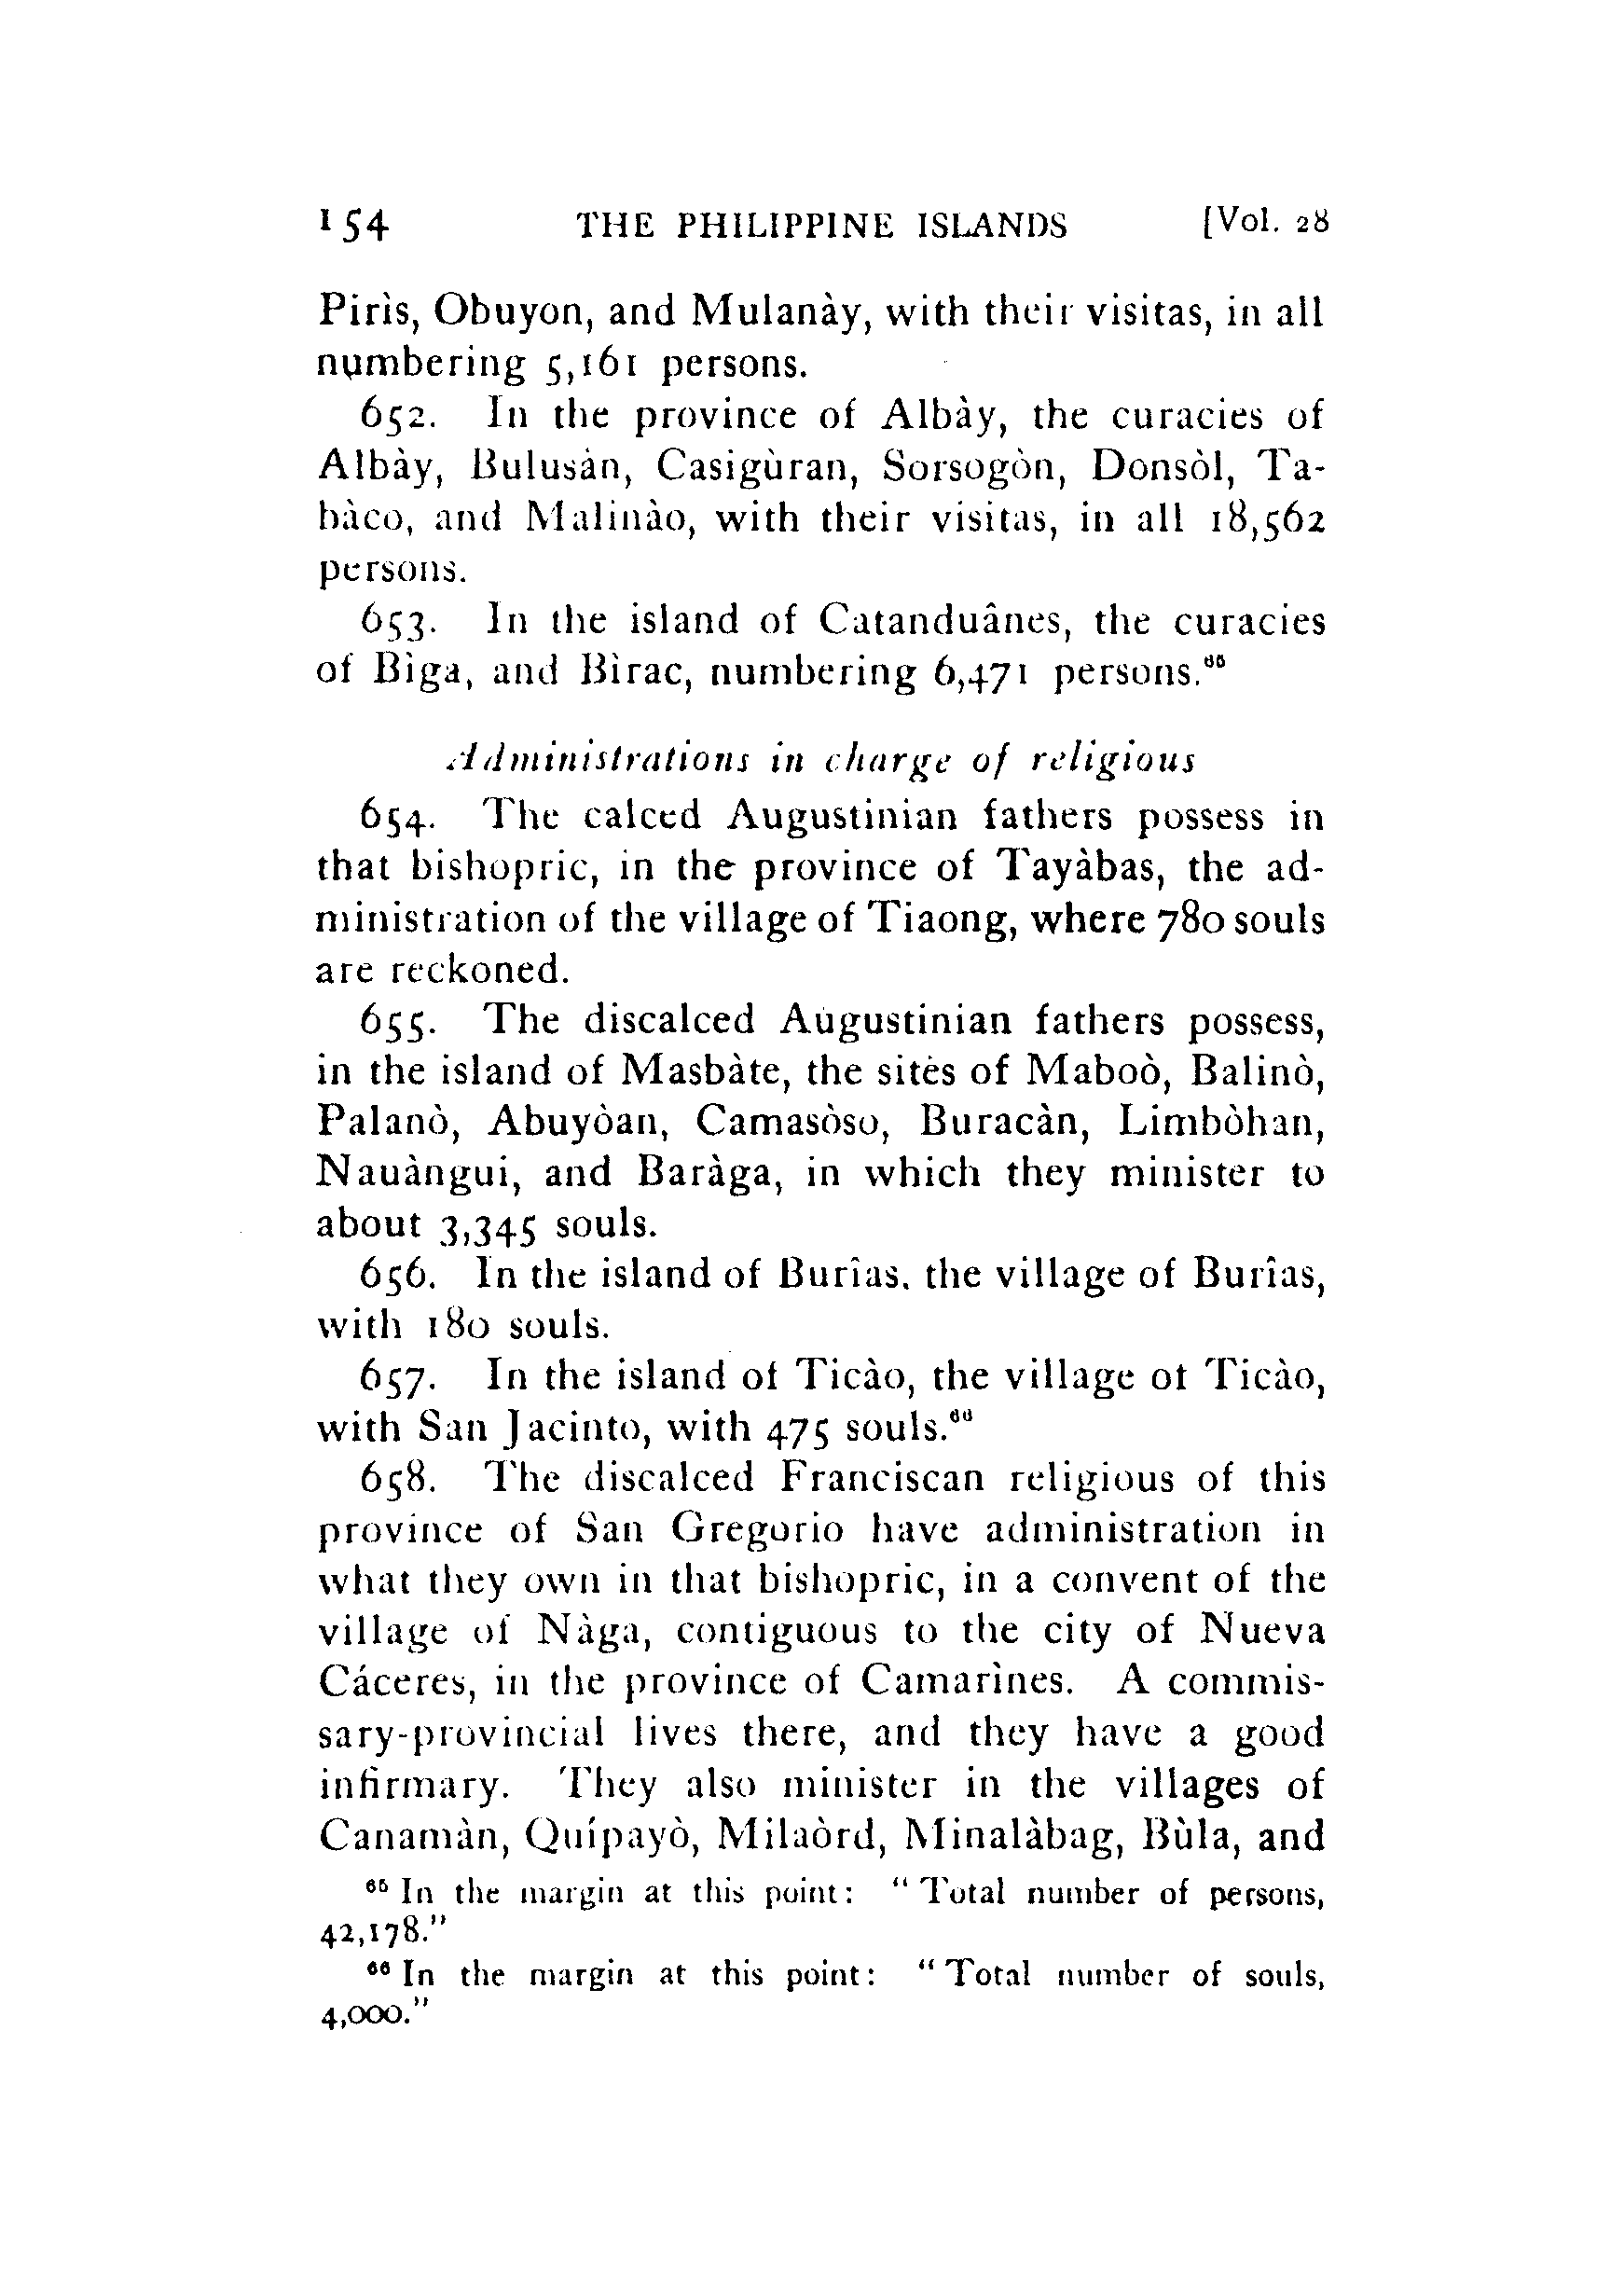 154 THE PHILIPPINE ISLANDS [Vol. 28
Piris, Obuyon, and Mulanày, with their visitas, in all
numbering 5,161 persons.
652. In the province of Albày, the curacies of
Albày, Bulusàn, Casigùran, Sorsogòn, Donsòl, Ta-
bàco, and Malinào, with their visitas, in all 18,562
persons.
653. In the island of Catanduânes, the curacies
of Bìga, and Bìrac, numbering 6,471 persons.⁶⁵
Administrations in charge of religious
654. The calced Augustinian fathers possess in
that bishopric, in the province of Tayàbas, the ad-
ministration of the village of Tiaong, where 780 souls
are reckoned.
655. The discalced Augustinian fathers possess,
in the island of Masbàte, the sites of Maboò, Balinò,
Palanò, Abuyòan, Camasòso, Buracàn, Limbòhan,
Nauàngui, and Baràga, in which they minister to
about 3,345 souls.
656. In the island of Burîas, the village of Burîas,
with 180 souls.
657. In the island of Ticào, the village of Ticào,
with San Jacinto, with 475 souls.⁶⁶
658. The discalced Franciscan religious of this
province of San Gregorio have administration in
what they own in that bishopric, in a convent of the
village of Nàga, contiguous to the city of Nueva
Cáceres, in the province of Camarìnes. A commis-
sary-provincial lives there, and they have a good
infirmary. They also minister in the villages of
Canamàn, Quípayò, Milaòrd, Minalàbag, Bùla, and
⁶⁵ In the margin at this point: "Total number of persons,
42,178."
⁶⁶ In the margin at this point: "Total number of souls,
4,000."